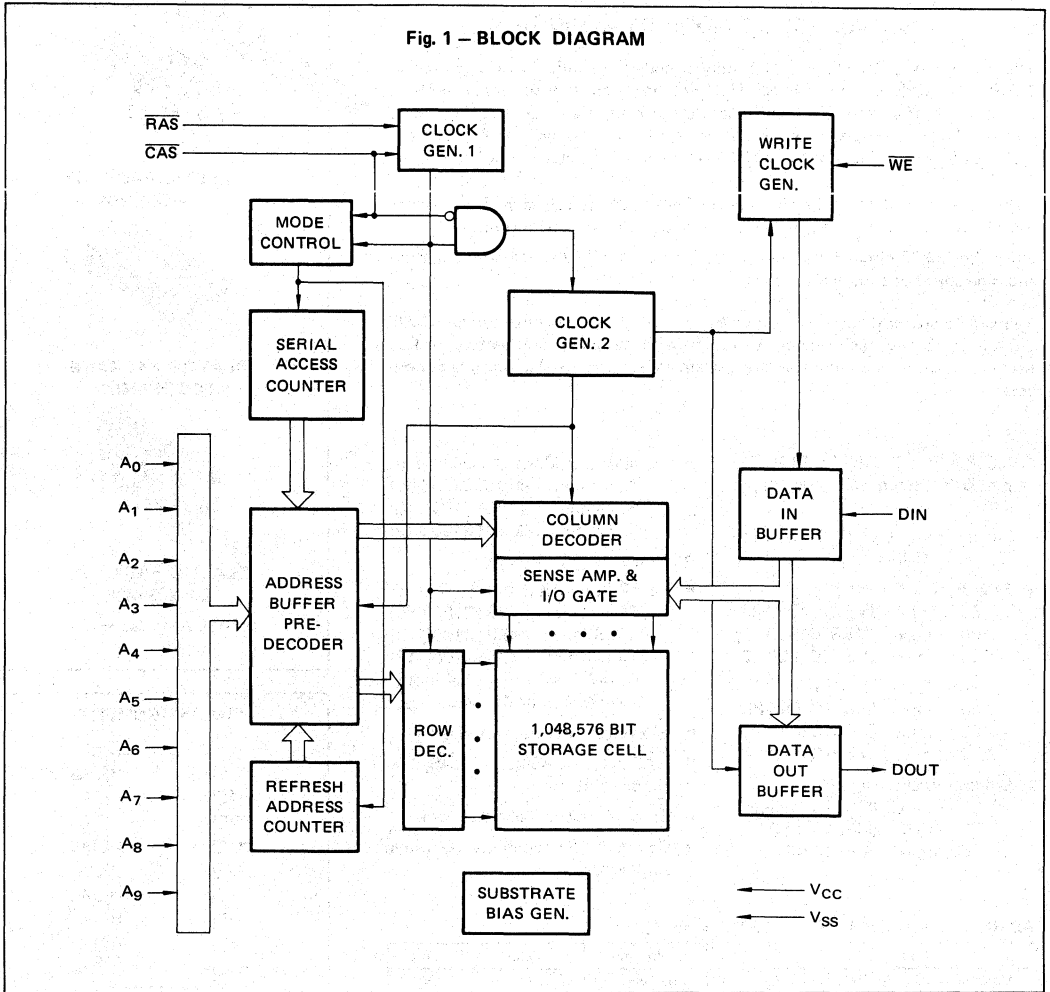 Fig. 1 — BLOCK DIAGRAM
RAS
CAS
CLOCK
GEN. 1
WRITE
CLOCK
GEN.
WE
MODE
CONTROL
CLOCK
GEN. 2
SERIAL
ACCESS
COUNTER
A0
A1
A2
A3
A4
A5
A6
A7
A8
A9
ADDRESS
BUFFER
PRE-
DECODER
COLUMN
DECODER
SENSE AMP. &
I/O GATE
DATA
IN
BUFFER
DIN
ROW
DEC.
1,048,576 BIT
STORAGE CELL
REFRESH
ADDRESS
COUNTER
DATA
OUT
BUFFER
DOUT
SUBSTRATE
BIAS GEN.
VCC
VSS